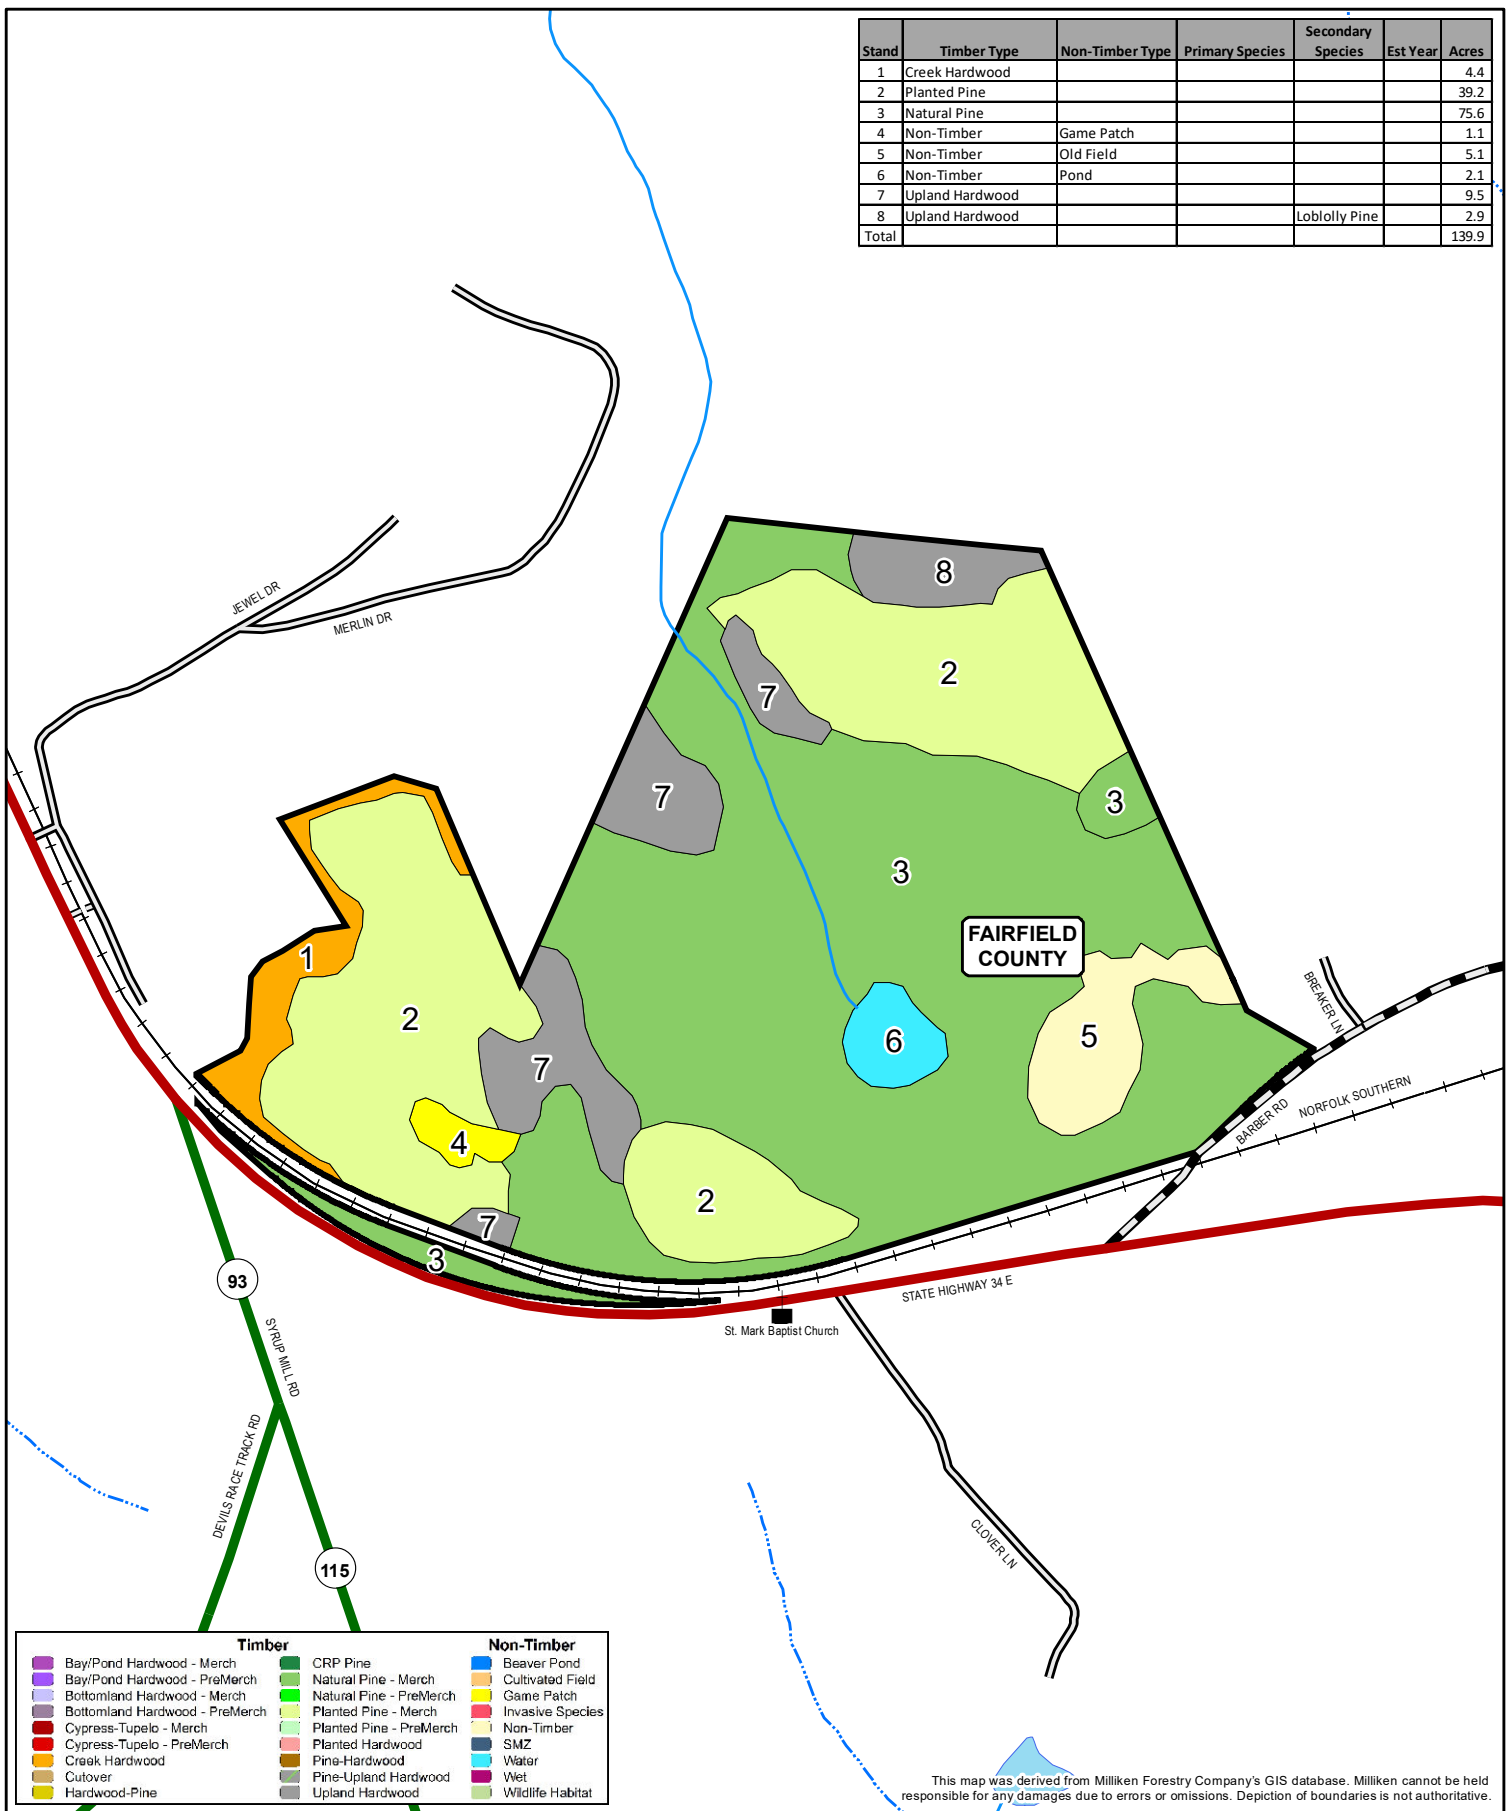 Stand Timber Type Non-Timber Type Primary Species Secondary Species Est Year Acres
1 Creek Hardwood 4.4
2 Planted Pine 39.2
3 Natural Pine 75.6
4 Non-Timber Game Patch 1.1
5 Non-Timber Old Field 5.1
6 Non-Timber Pond 2.1
7 Upland Hardwood 9.5
8 Upland Hardwood Loblolly Pine 2.9
Total 139.9
JEWEL DR
MERLIN DR
8
2
7
7
3
3
FAIRFIELD
COUNTY
1
2
5
6
7
4
2
7
3
BREAKER LN
BARBER RD
NORFOLK SOUTHERN
STATE HIGHWAY 34 E
St. Mark Baptist Church
93
SYRUP MILL RD
DEVILS RACE TRACK RD
115
CLOVER LN
Timber
Bay/Pond Hardwood - Merch
Bay/Pond Hardwood - PreMerch
Bottomland Hardwood - Merch
Bottomland Hardwood - PreMerch
Cypress-Tupelo - Merch
Cypress-Tupelo - PreMerch
Creek Hardwood
Cutover
Hardwood-Pine
CRP Pine
Natural Pine - Merch
Natural Pine - PreMerch
Planted Pine - Merch
Planted Pine - PreMerch
Planted Hardwood
Pine-Hardwood
Pine-Upland Hardwood
Upland Hardwood
Non-Timber
Beaver Pond
Cultivated Field
Game Patch
Invasive Species
Non-Timber
SMZ
Water
Wet
Wildlife Habitat
This map was derived from Milliken Forestry Company's GIS database. Milliken cannot be held
responsible for any damages due to errors or omissions. Depiction of boundaries is not authoritative.